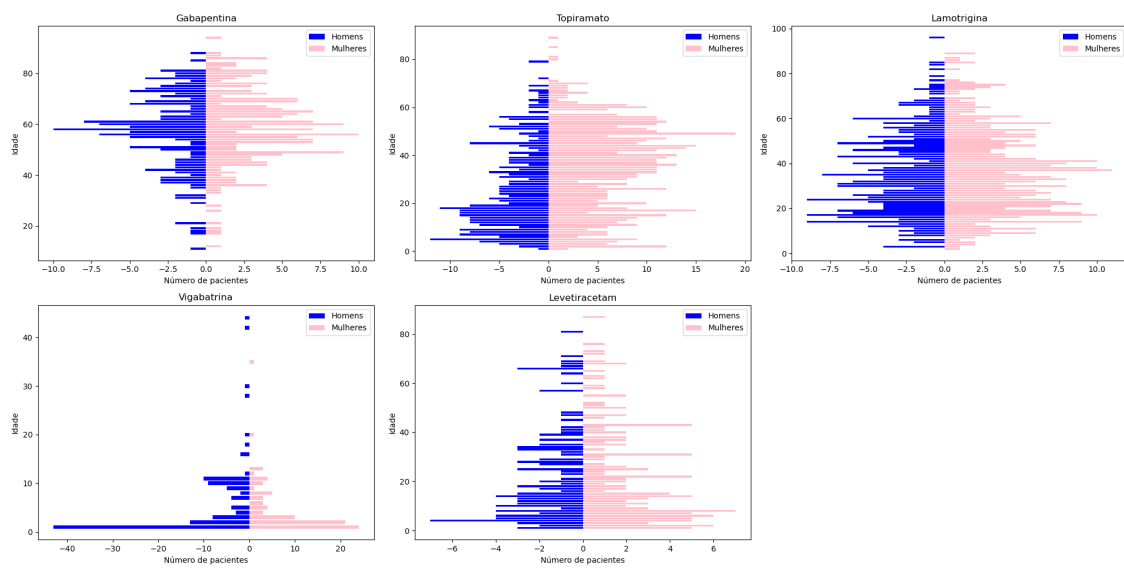 Gabapentina
Homens
Mulheres
80
60
40
20
Idade
−10.0 −7.5 −5.0 −2.5 0.0 2.5 5.0 7.5 10.0
Número de pacientes
Topiramato
Homens
Mulheres
80
60
40
20
0
Idade
−10 −5 0 5 10 15 20
Número de pacientes
Lamotrigina
Homens
Mulheres
100
80
60
40
20
0
Idade
−10.0 −7.5 −5.0 −2.5 0.0 2.5 5.0 7.5 10.0
Número de pacientes
Vigabatrina
Homens
Mulheres
40
30
20
10
0
Idade
−40 −30 −20 −10 0 10 20
Número de pacientes
Levetiracetam
Homens
Mulheres
80
60
40
20
0
Idade
−6 −4 −2 0 2 4 6
Número de pacientes